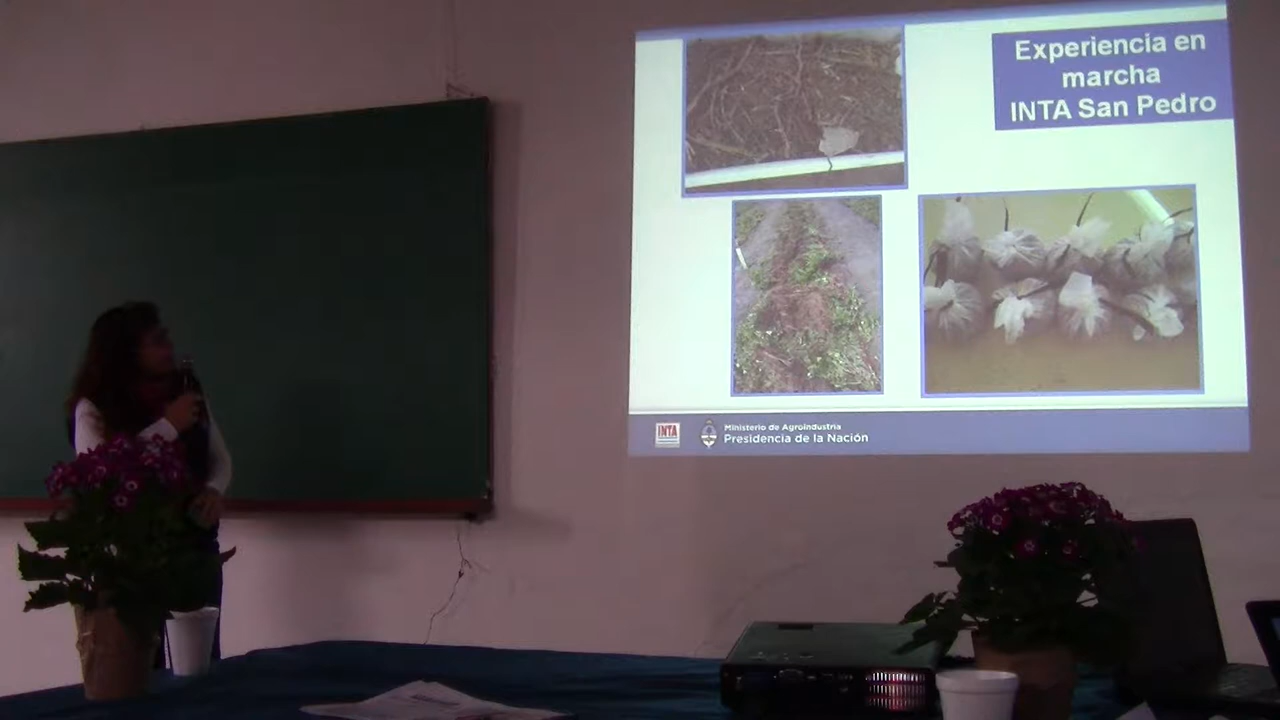 Experiencia en
marcha
INTA San Pedro
INTA
Ministerio de Agroindustria
Presidencia de la Nación